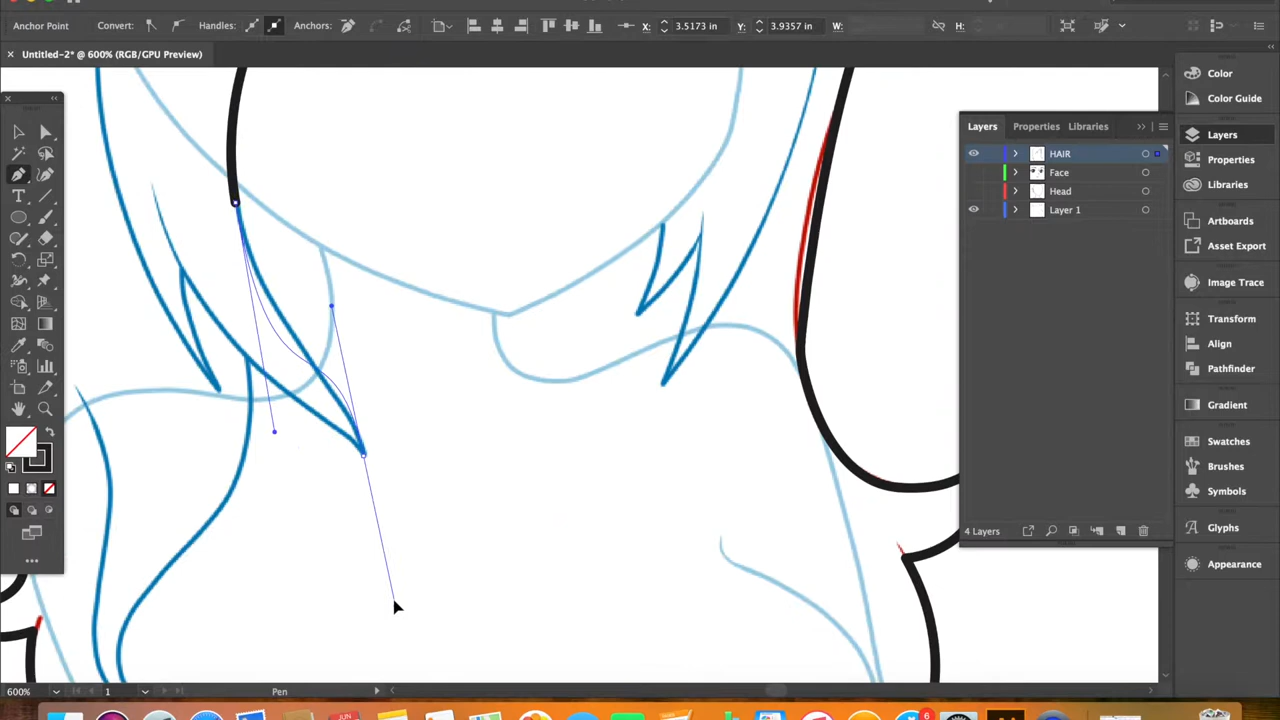 Anchor Point Convert: Handles: Anchors: X: 3.5173 in Y: 3.9357 in W: H:
× Untitled-2* @ 600% (RGB/GPU Preview)
Layers Properties Libraries
HAIR
Face
Head
Layer 1
4 Layers
Color
Color Guide
Layers
Properties
Libraries
Artboards
Asset Export
Image Trace
Transform
Align
Pathfinder
Gradient
Swatches
Brushes
Symbols
Glyphs
Appearance
600% 1 Pen
JUN
6